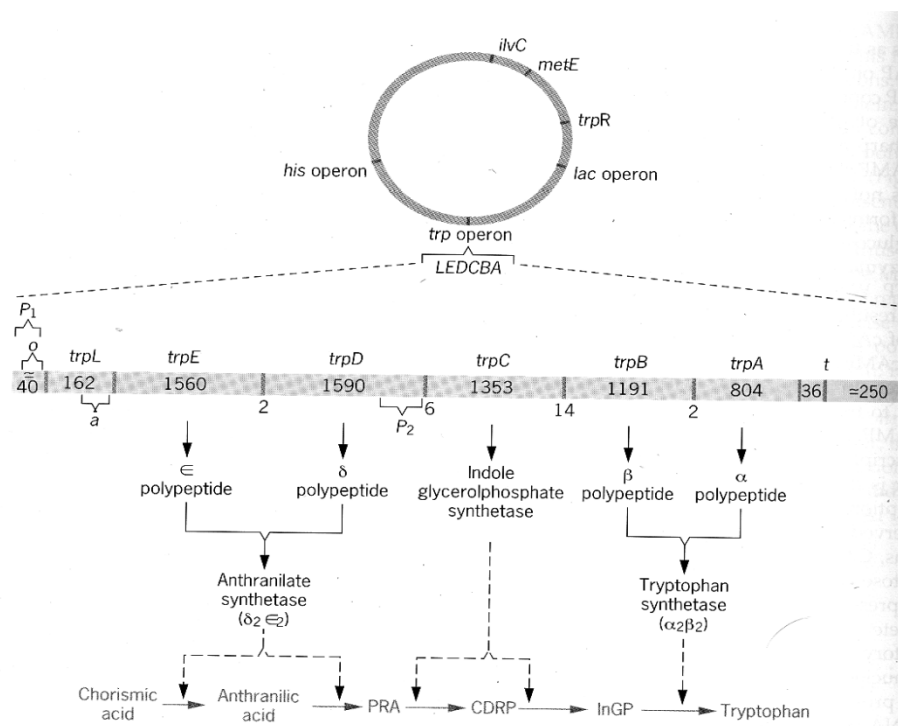 ilvC
metE
trpR
his operon
lac operon
trp operon
LEDCBA
P₁
o
trpL trpE trpD trpC trpB trpA t
≃40 162 1560 1590 1353 1191 804 36 ≃250
a 2 P₂ 6 14 2
∈ δ Indole β α
polypeptide polypeptide glycerolphosphate polypeptide polypeptide
synthetase
Anthranilate Tryptophan
synthetase synthetase
(δ₂ ∈₂) (α₂β₂)
Chorismic Anthranilic PRA CDRP InGP Tryptophan
acid acid